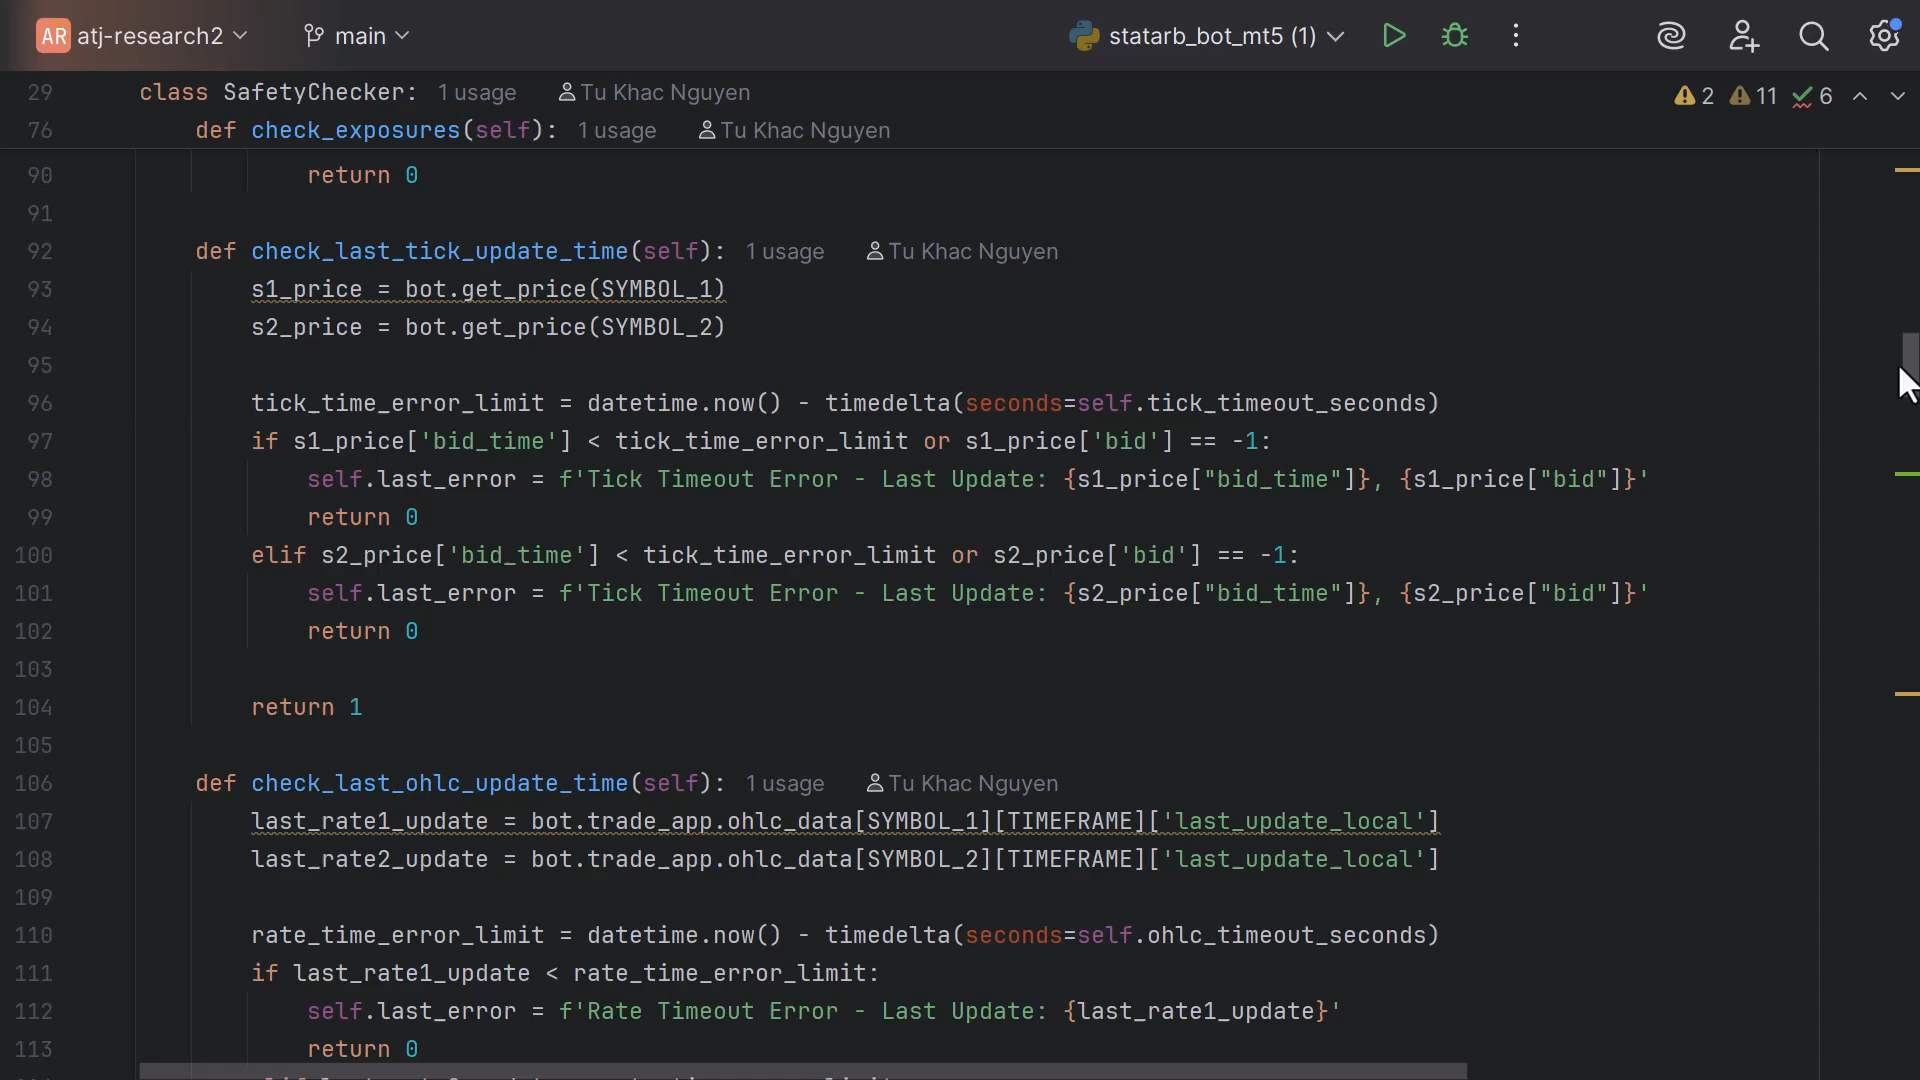 AR atj-research2 main statarb_bot_mt5 (1)
29 class SafetyChecker: 1 usage Tu Khac Nguyen 2 11 6
76 def check_exposures(self): 1 usage Tu Khac Nguyen
90 return 0
91
92 def check_last_tick_update_time(self): 1 usage Tu Khac Nguyen
93 s1_price = bot.get_price(SYMBOL_1)
94 s2_price = bot.get_price(SYMBOL_2)
95
96 tick_time_error_limit = datetime.now() - timedelta(seconds=self.tick_timeout_seconds)
97 if s1_price['bid_time'] < tick_time_error_limit or s1_price['bid'] == -1:
98 self.last_error = f'Tick Timeout Error - Last Update: {s1_price["bid_time"]}, {s1_price["bid"]}'
99 return 0
100 elif s2_price['bid_time'] < tick_time_error_limit or s2_price['bid'] == -1:
101 self.last_error = f'Tick Timeout Error - Last Update: {s2_price["bid_time"]}, {s2_price["bid"]}'
102 return 0
103
104 return 1
105
106 def check_last_ohlc_update_time(self): 1 usage Tu Khac Nguyen
107 last_rate1_update = bot.trade_app.ohlc_data[SYMBOL_1][TIMEFRAME]['last_update_local']
108 last_rate2_update = bot.trade_app.ohlc_data[SYMBOL_2][TIMEFRAME]['last_update_local']
109
110 rate_time_error_limit = datetime.now() - timedelta(seconds=self.ohlc_timeout_seconds)
111 if last_rate1_update < rate_time_error_limit:
112 self.last_error = f'Rate Timeout Error - Last Update: {last_rate1_update}'
113 return 0